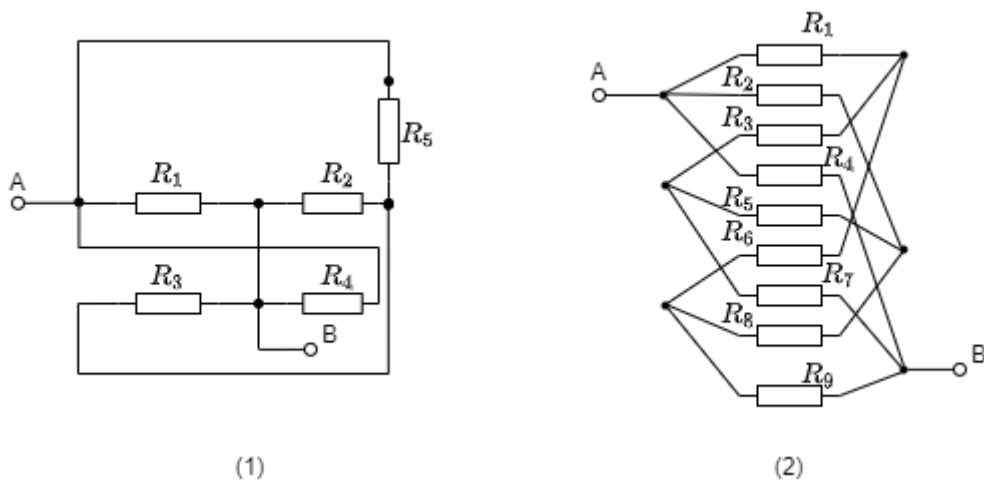 A
R₁
R₂
R₅
R₃
R₄
B
(1)
A
R₁
R₂
R₃
R₄
R₅
R₆
R₇
R₈
R₉
B
(2)